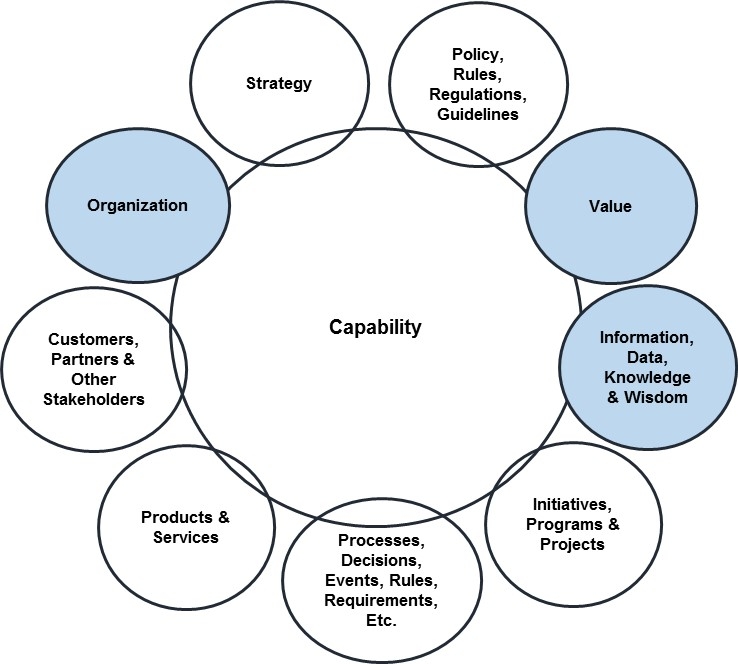 Strategy
Policy,
Rules,
Regulations,
Guidelines
Organization
Value
Capability
Customers,
Partners &
Other
Stakeholders
Information,
Data,
Knowledge
& Wisdom
Products &
Services
Initiatives,
Programs &
Projects
Processes,
Decisions,
Events, Rules,
Requirements,
Etc.